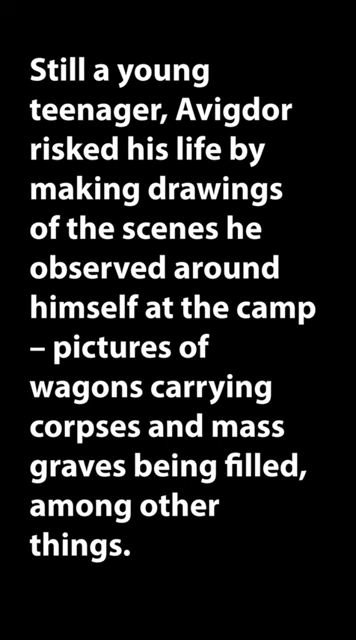 Still a young
teenager, Avigdor
risked his life by
making drawings
of the scenes he
observed around
himself at the camp
– pictures of
wagons carrying
corpses and mass
graves being filled,
among other
things.